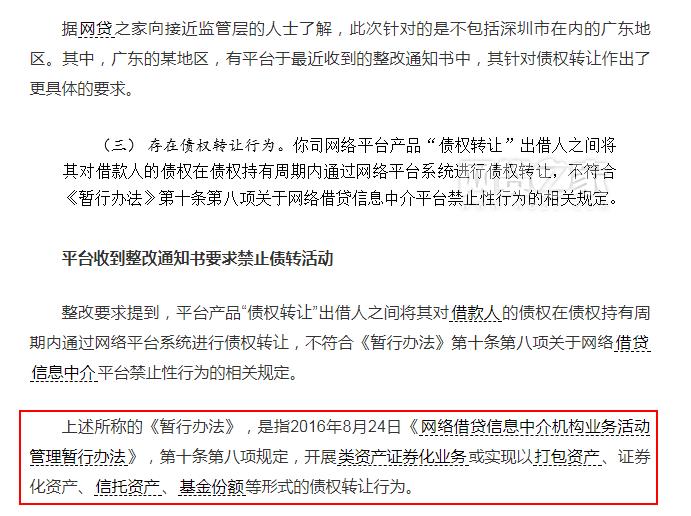 据网贷之家向接近监管层的人士了解，此次针对的是不包括深圳市在内的广东地
区。其中，广东的某地区，有平台于最近收到的整改通知书中，其针对债权转让作出了
更具体的要求。
（三）存在债权转让行为。你司网络平台产品“债权转让”出借人之间将
其对借款人的债权在债权持有周期内通过网络平台系统进行债权转让，不符合
《暂行办法》第十条第八项关于网络借贷信息中介平台禁止性行为的相关规定。
网贷之家
平台收到整改通知书要求禁止债转活动
整改要求提到，平台产品“债权转让”出借人之间将其对借款人的债权在债权持有周
期内通过网络平台系统进行债权转让，不符合《暂行办法》第十条第八项关于网络借贷
信息中介平台禁止性行为的相关规定。
上述所称的《暂行办法》，是指2016年8月24日《网络借贷信息中介机构业务活动
管理暂行办法》，第十条第八项规定，开展类资产证券化业务或实现以打包资产、证券
化资产、信托资产、基金份额等形式的债权转让行为。